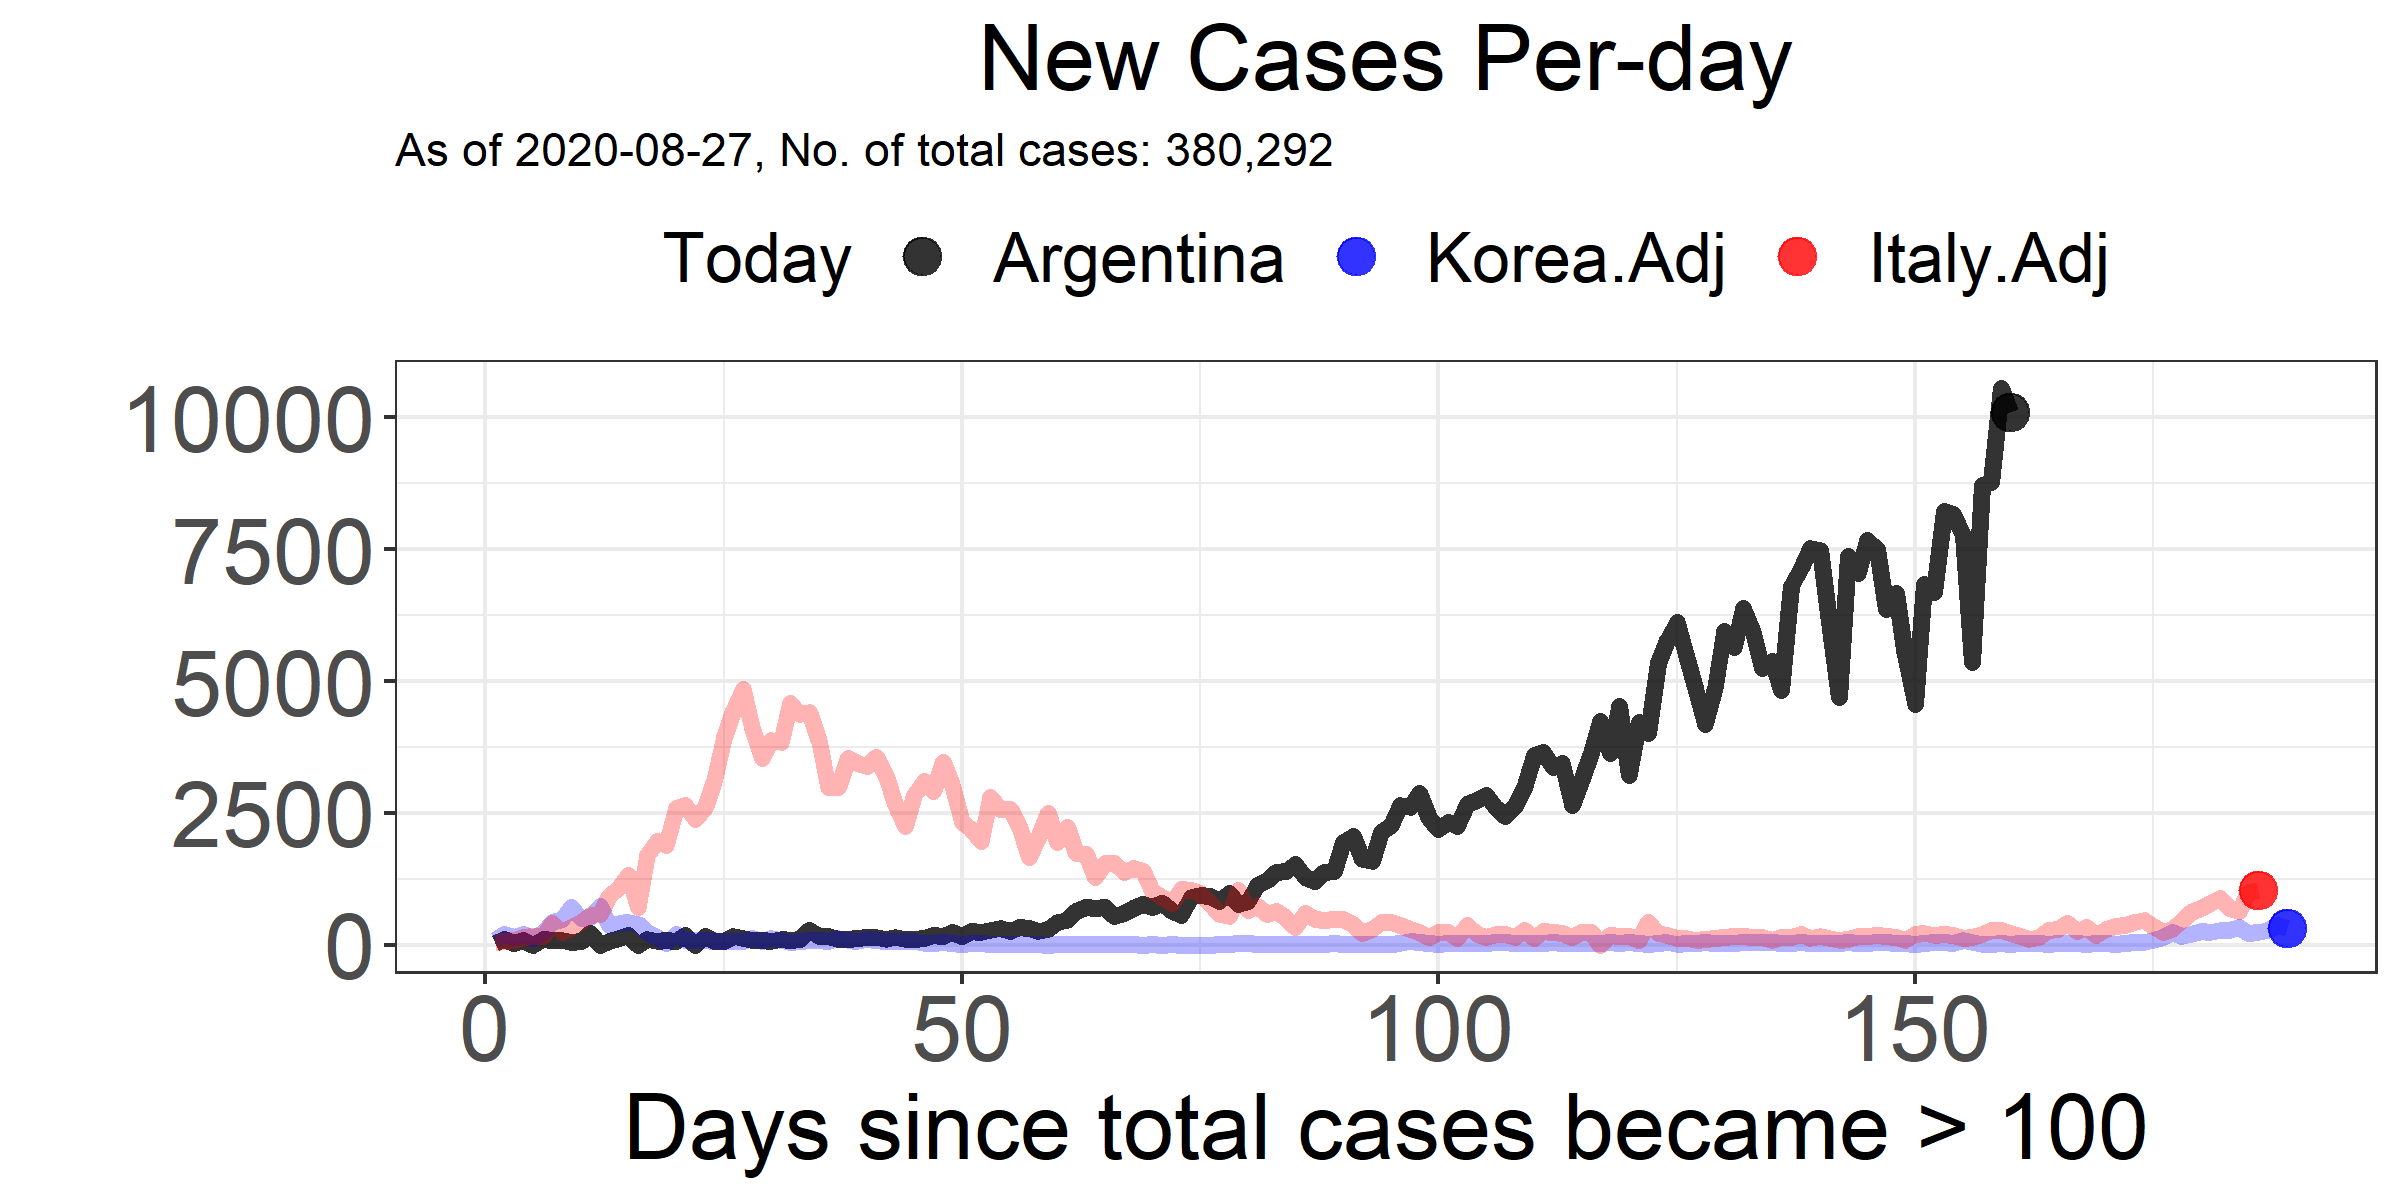 New Cases Per-day
As of 2020-08-27, No. of total cases: 380,292
Today Argentina Korea.Adj Italy.Adj
10000
7500
5000
2500
0
0 50 100 150
Days since total cases became > 100